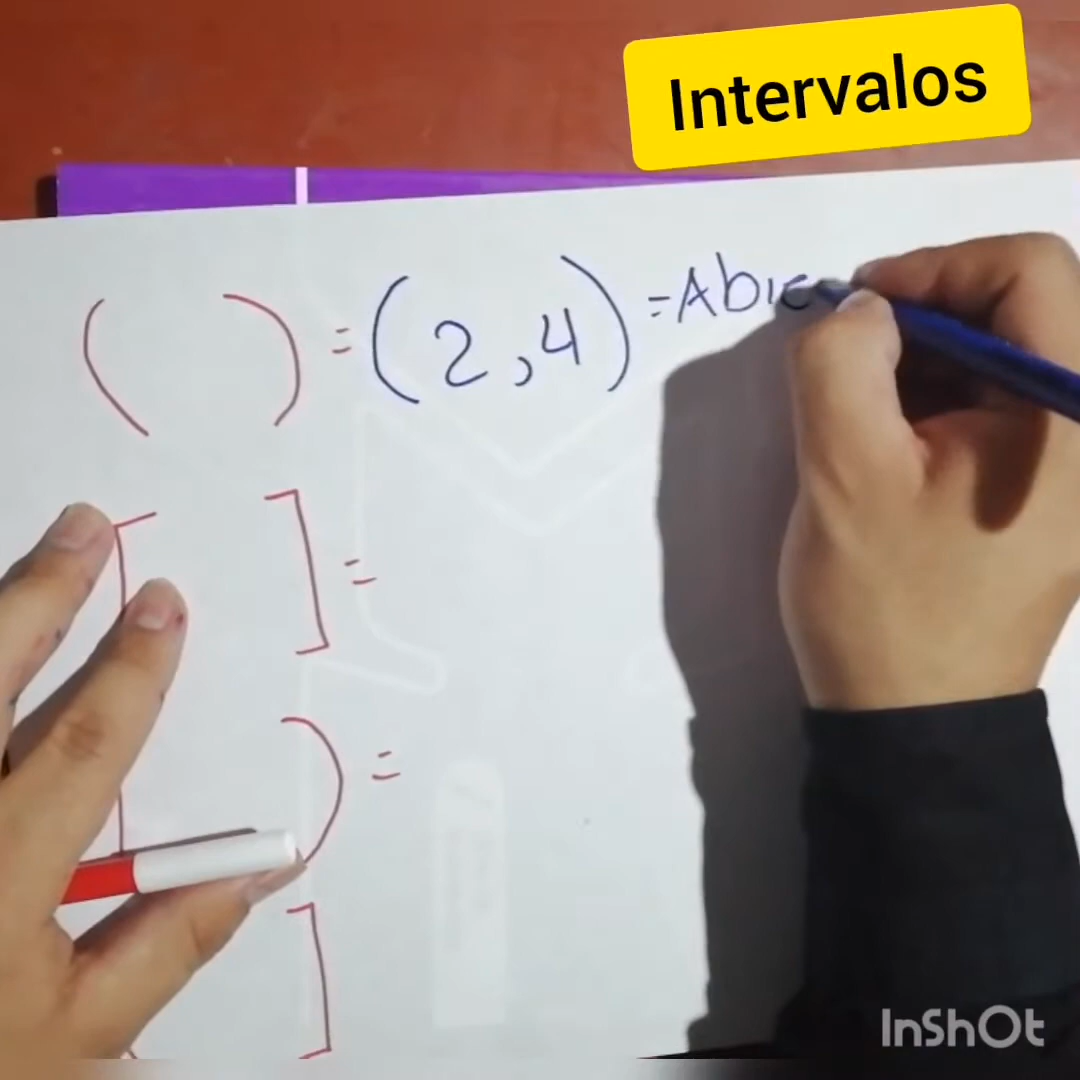 Intervalos
( ) = (2,4) = Abie
[ ] =
) =
]
InShOt